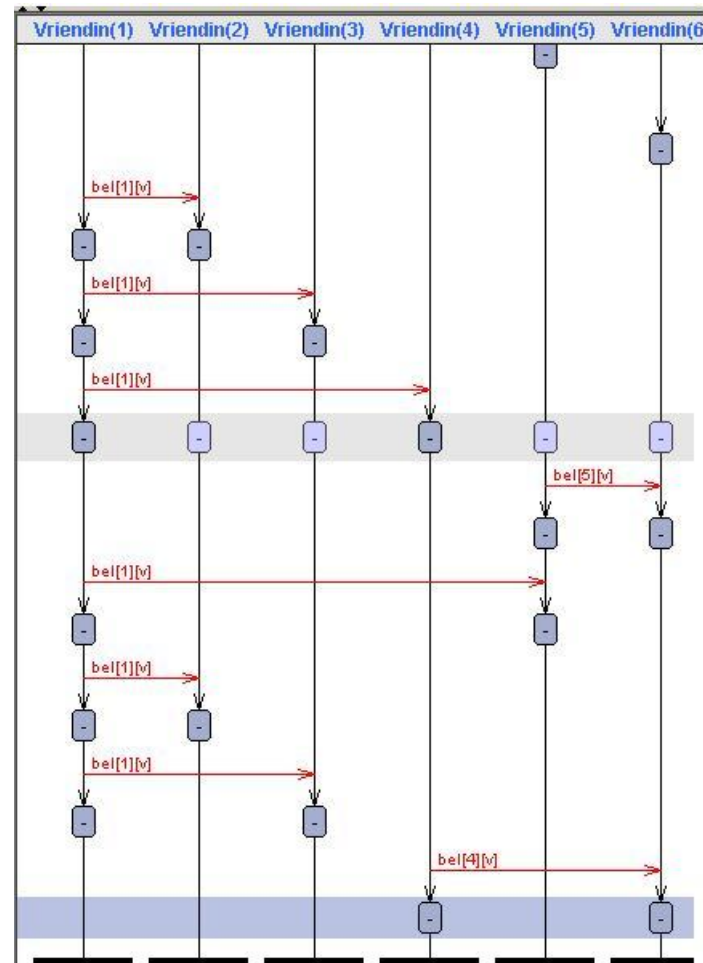 Vriendin(1) Vriendin(2) Vriendin(3) Vriendin(4) Vriendin(5) Vriendin(6
-
-
bel[1][v]
- -
bel[1][v]
- -
bel[1][v]
- - - - - -
bel[5][v]
- -
bel[1][v]
- -
bel[1][v]
- -
bel[1][v]
- -
bel[4][v]
- -